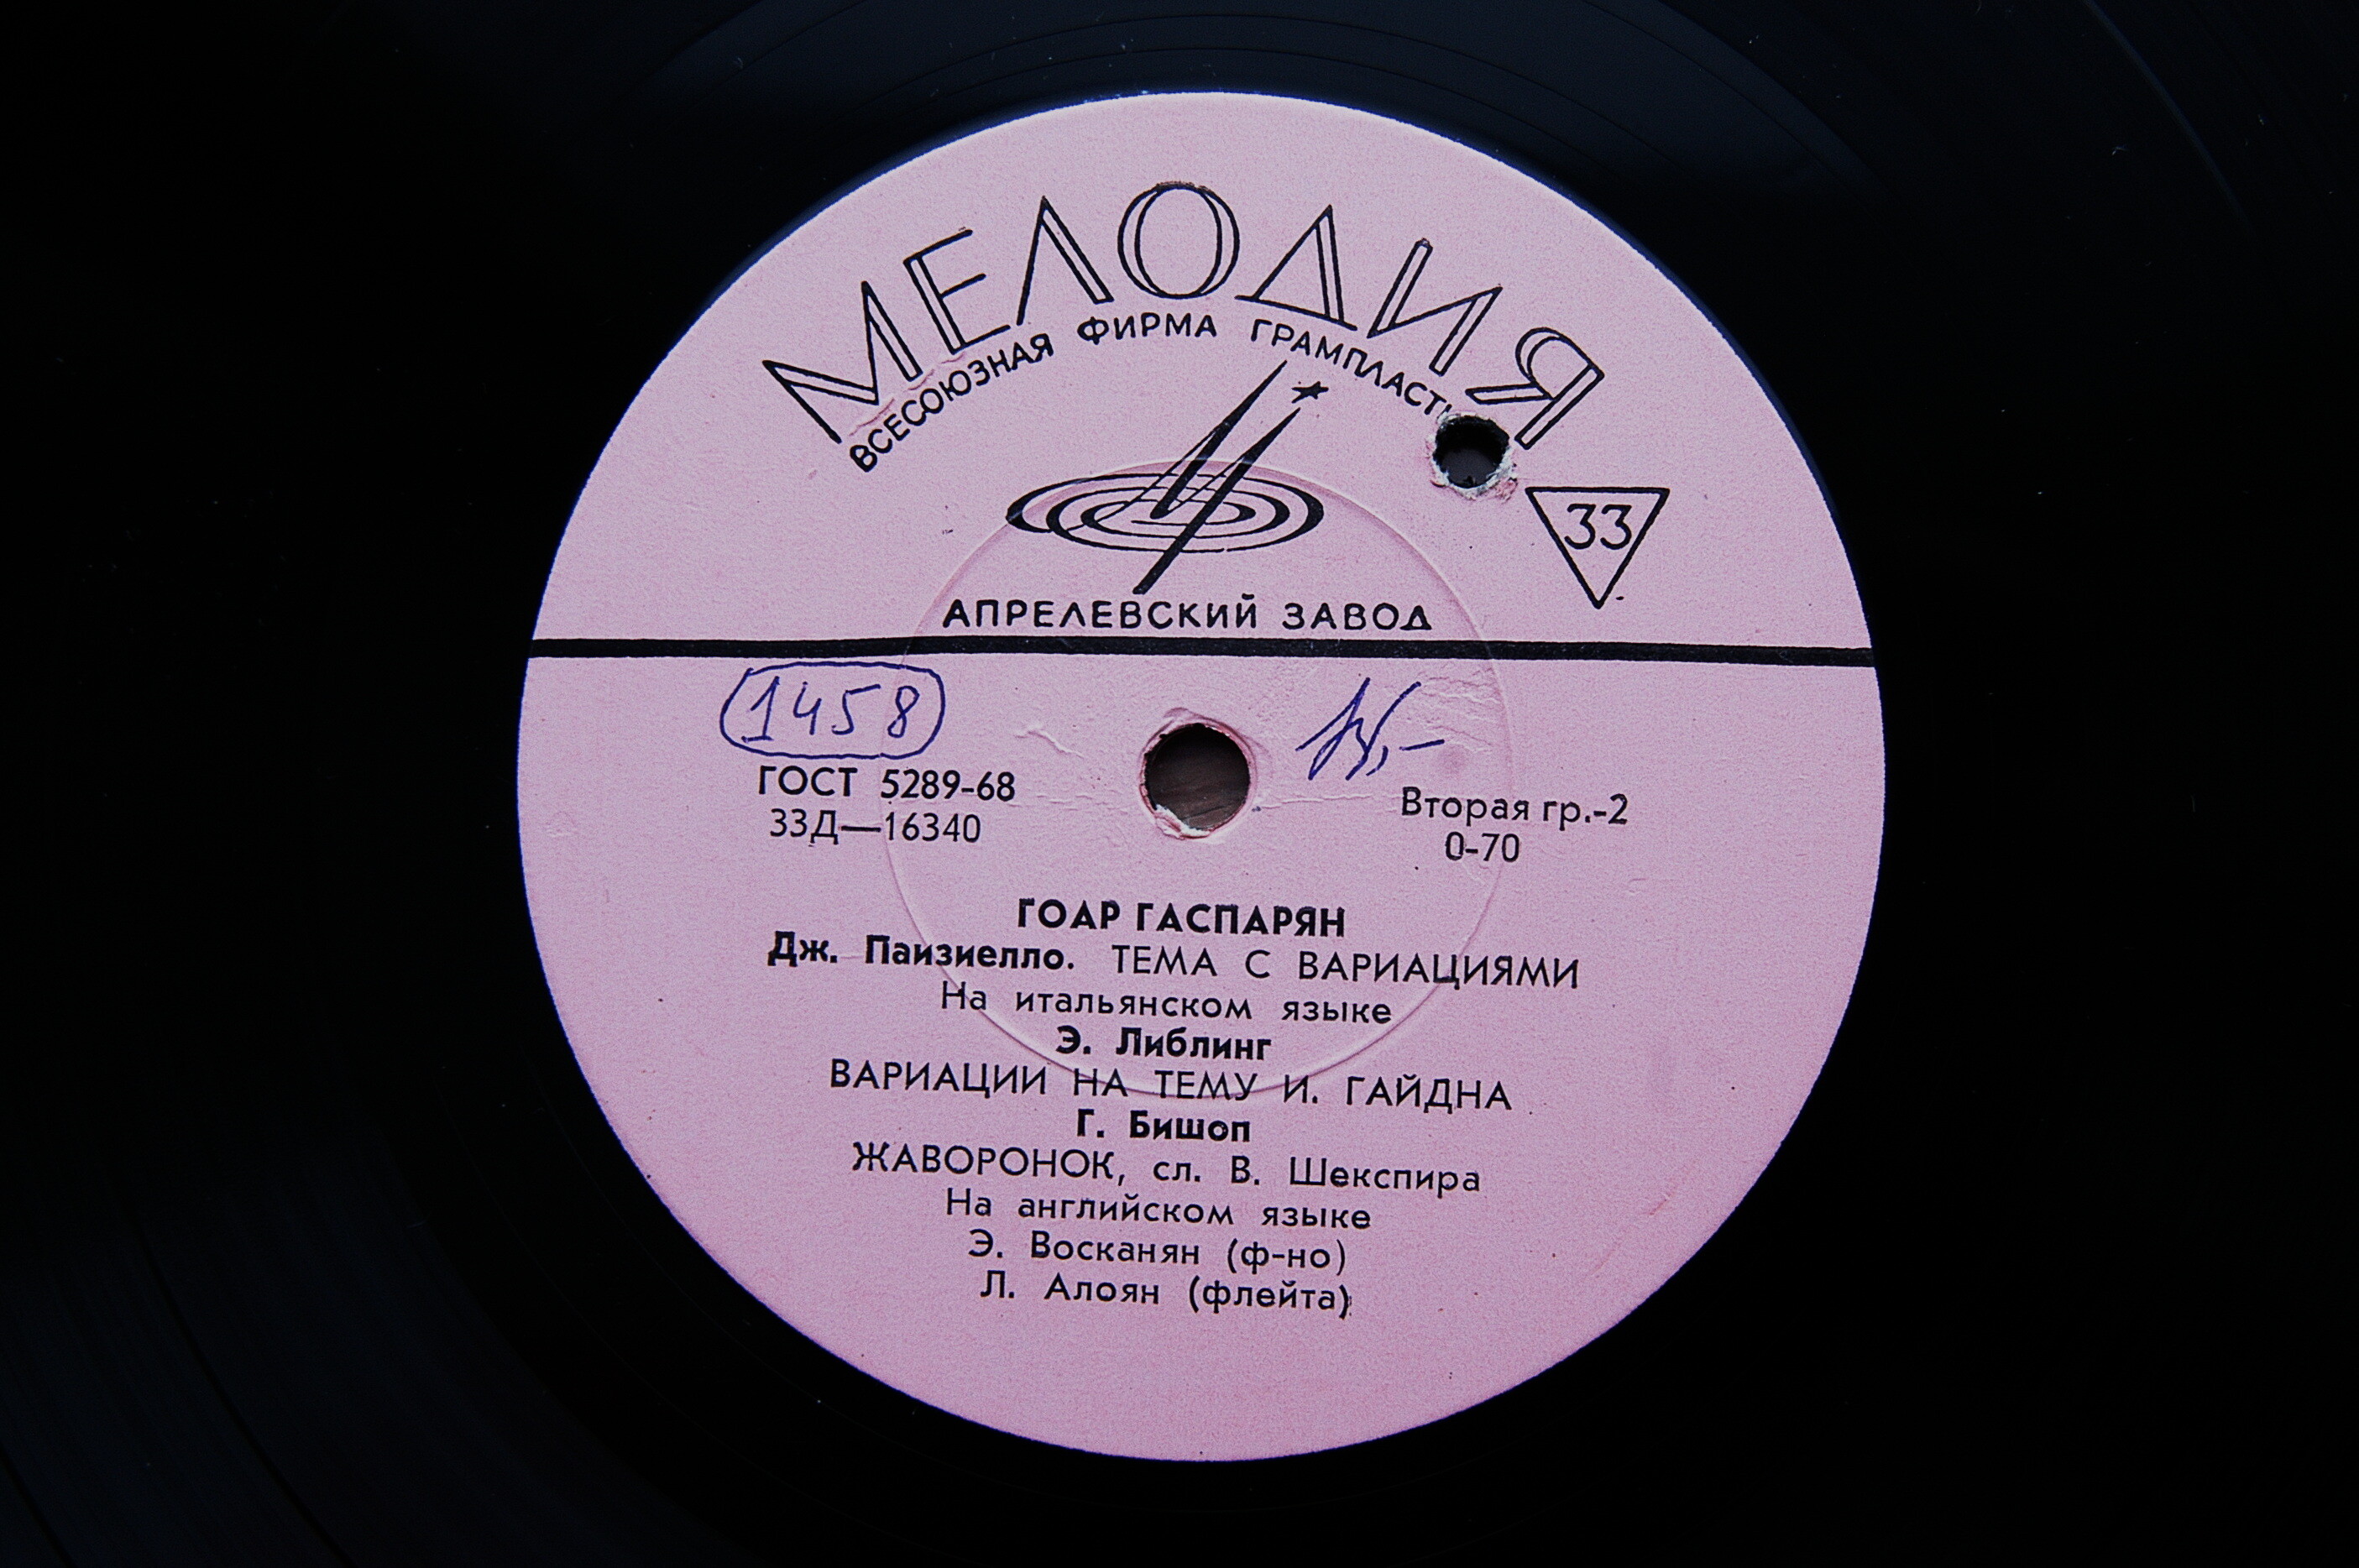 МЕЛОДИЯ
ВСЕСОЮЗНАЯ ФИРМА
33
АПРЕЛЕВСКИЙ ЗАВОД
1458
ГОСТ 5289-68
33Д—16340
Вторая гр.-2
0-70
ГОАР ГАСПАРЯН
Дж. Паизиелло. ТЕМА С ВАРИАЦИЯМИ
На итальянском языке
Э. Либлинг
ВАРИАЦИИ НА ТЕМУ И. ГАЙДНА
Г. Бишоп
ЖАВОРОНОК, сл. В. Шекспира
На английском языке
Э. Восканян (ф-но)
Л. Алоян (флейта)